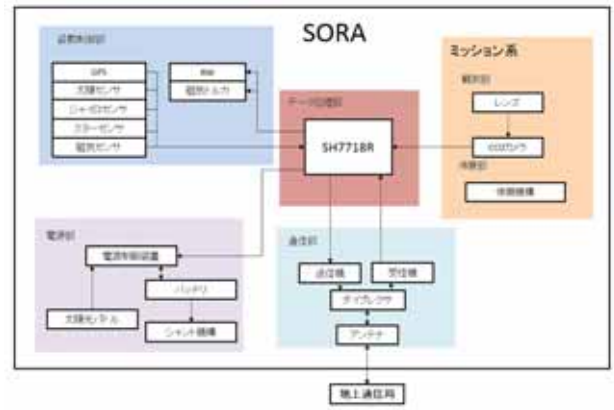 SORA
姿勢制御部
GPS
太陽センサ
ジャイロセンサ
スターセンサ
磁気センサ
RW
磁気トルカ
データ処理部
SH7718R
ミッション系
観測部
レンズ
CCDカメラ
伸展部
伸展機構
電源部
電源制御装置
バッテリ
太陽光パネル
シャント機構
通信部
送信機
受信機
ダイプレクサ
アンテナ
地上通信局